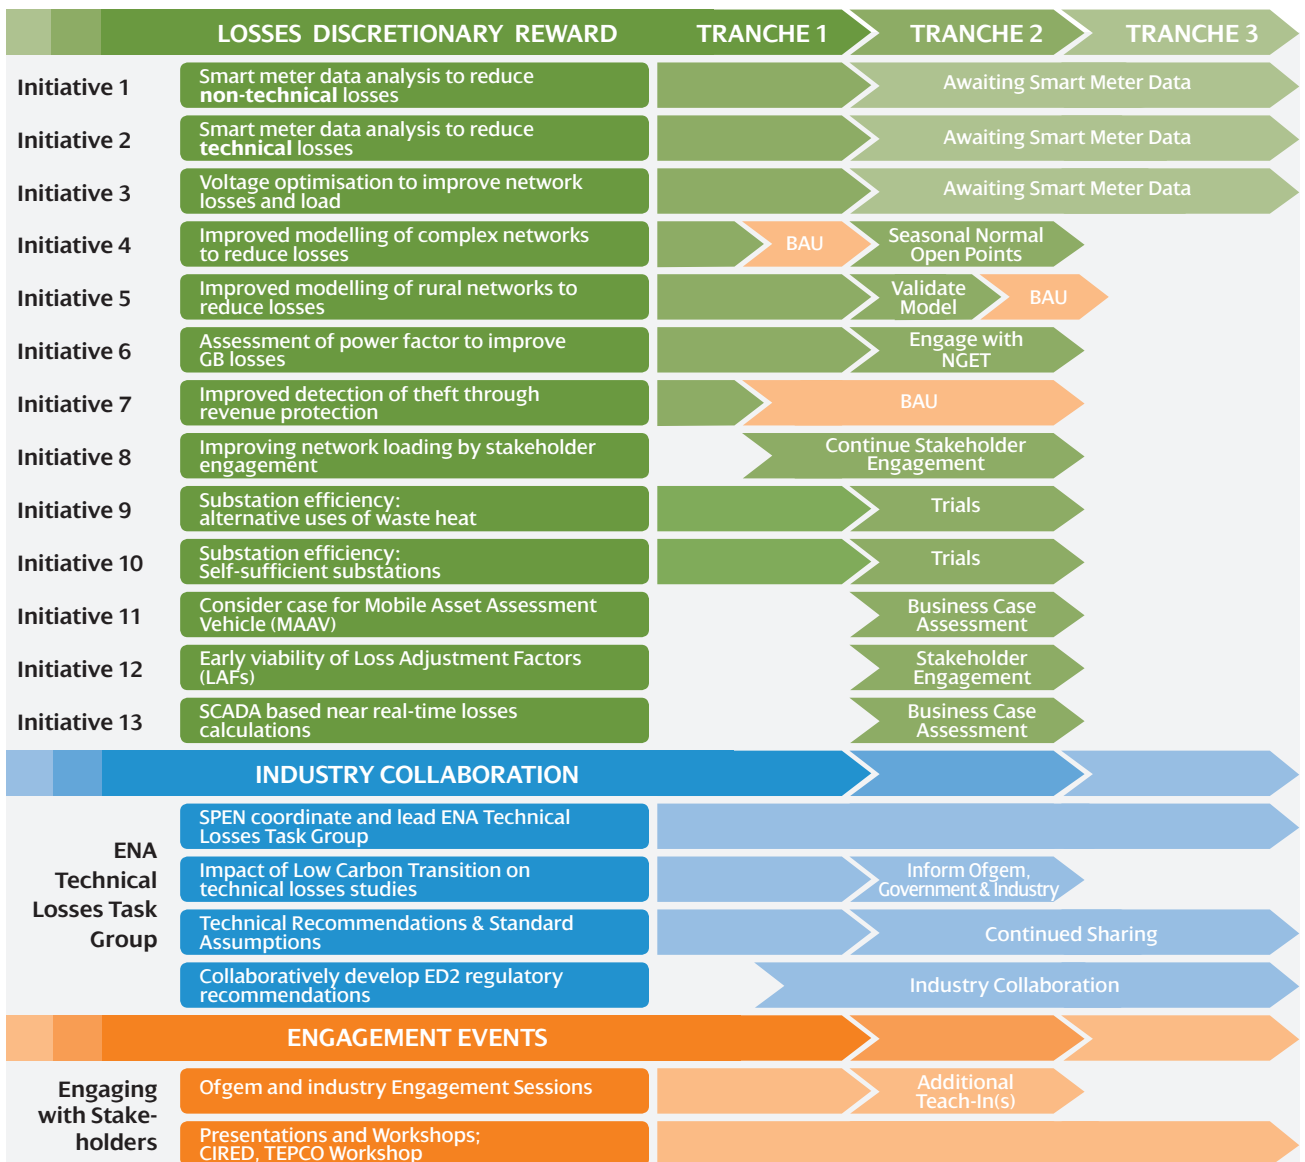 LOSSES DISCRETIONARY REWARD TRANCHE 1 TRANCHE 2 TRANCHE 3
Initiative 1
Smart meter data analysis to reduce
non-technical losses
Awaiting Smart Meter Data
Initiative 2
Smart meter data analysis to reduce
technical losses
Awaiting Smart Meter Data
Initiative 3
Voltage optimisation to improve network
losses and load
Awaiting Smart Meter Data
Initiative 4
Improved modelling of complex networks
to reduce losses
BAU
Seasonal Normal
Open Points
Initiative 5
Improved modelling of rural networks to
reduce losses
Validate
Model
BAU
Initiative 6
Assessment of power factor to improve
GB losses
Engage with
NGET
Initiative 7
Improved detection of theft through
revenue protection
BAU
Initiative 8
Improving network loading by stakeholder
engagement
Continue Stakeholder
Engagement
Initiative 9
Substation efficiency:
alternative uses of waste heat
Trials
Initiative 10
Substation efficiency:
Self-sufficient substations
Trials
Initiative 11
Consider case for Mobile Asset Assessment
Vehicle (MAAV)
Business Case
Assessment
Initiative 12
Early viability of Loss Adjustment Factors
(LAFs)
Stakeholder
Engagement
Initiative 13
SCADA based near real-time losses
calculations
Business Case
Assessment
INDUSTRY COLLABORATION
ENA
Technical
Losses Task
Group
SPEN coordinate and lead ENA Technical
Losses Task Group
Impact of Low Carbon Transition on
technical losses studies
Inform Ofgem,
Government & Industry
Technical Recommendations & Standard
Assumptions
Continued Sharing
Collaboratively develop ED2 regulatory
recommendations
Industry Collaboration
ENGAGEMENT EVENTS
Engaging
with Stake-
holders
Ofgem and industry Engagement Sessions
Additional
Teach-In(s)
Presentations and Workshops;
CIRED, TEPCO Workshop